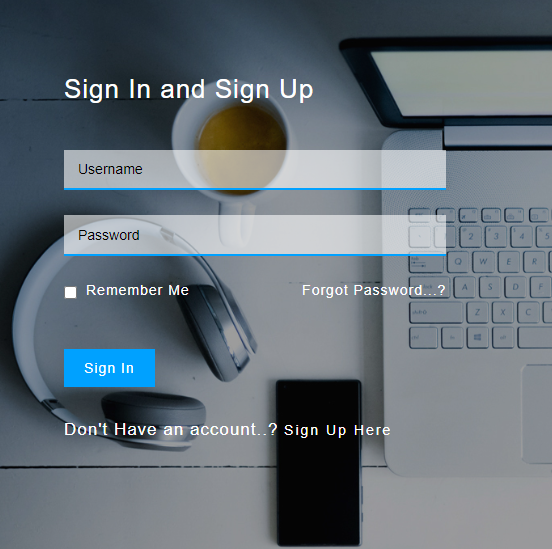 Sign In and Sign Up
Username
Password
Remember Me Forgot Password...?
Sign In
Don't Have an account..? Sign Up Here